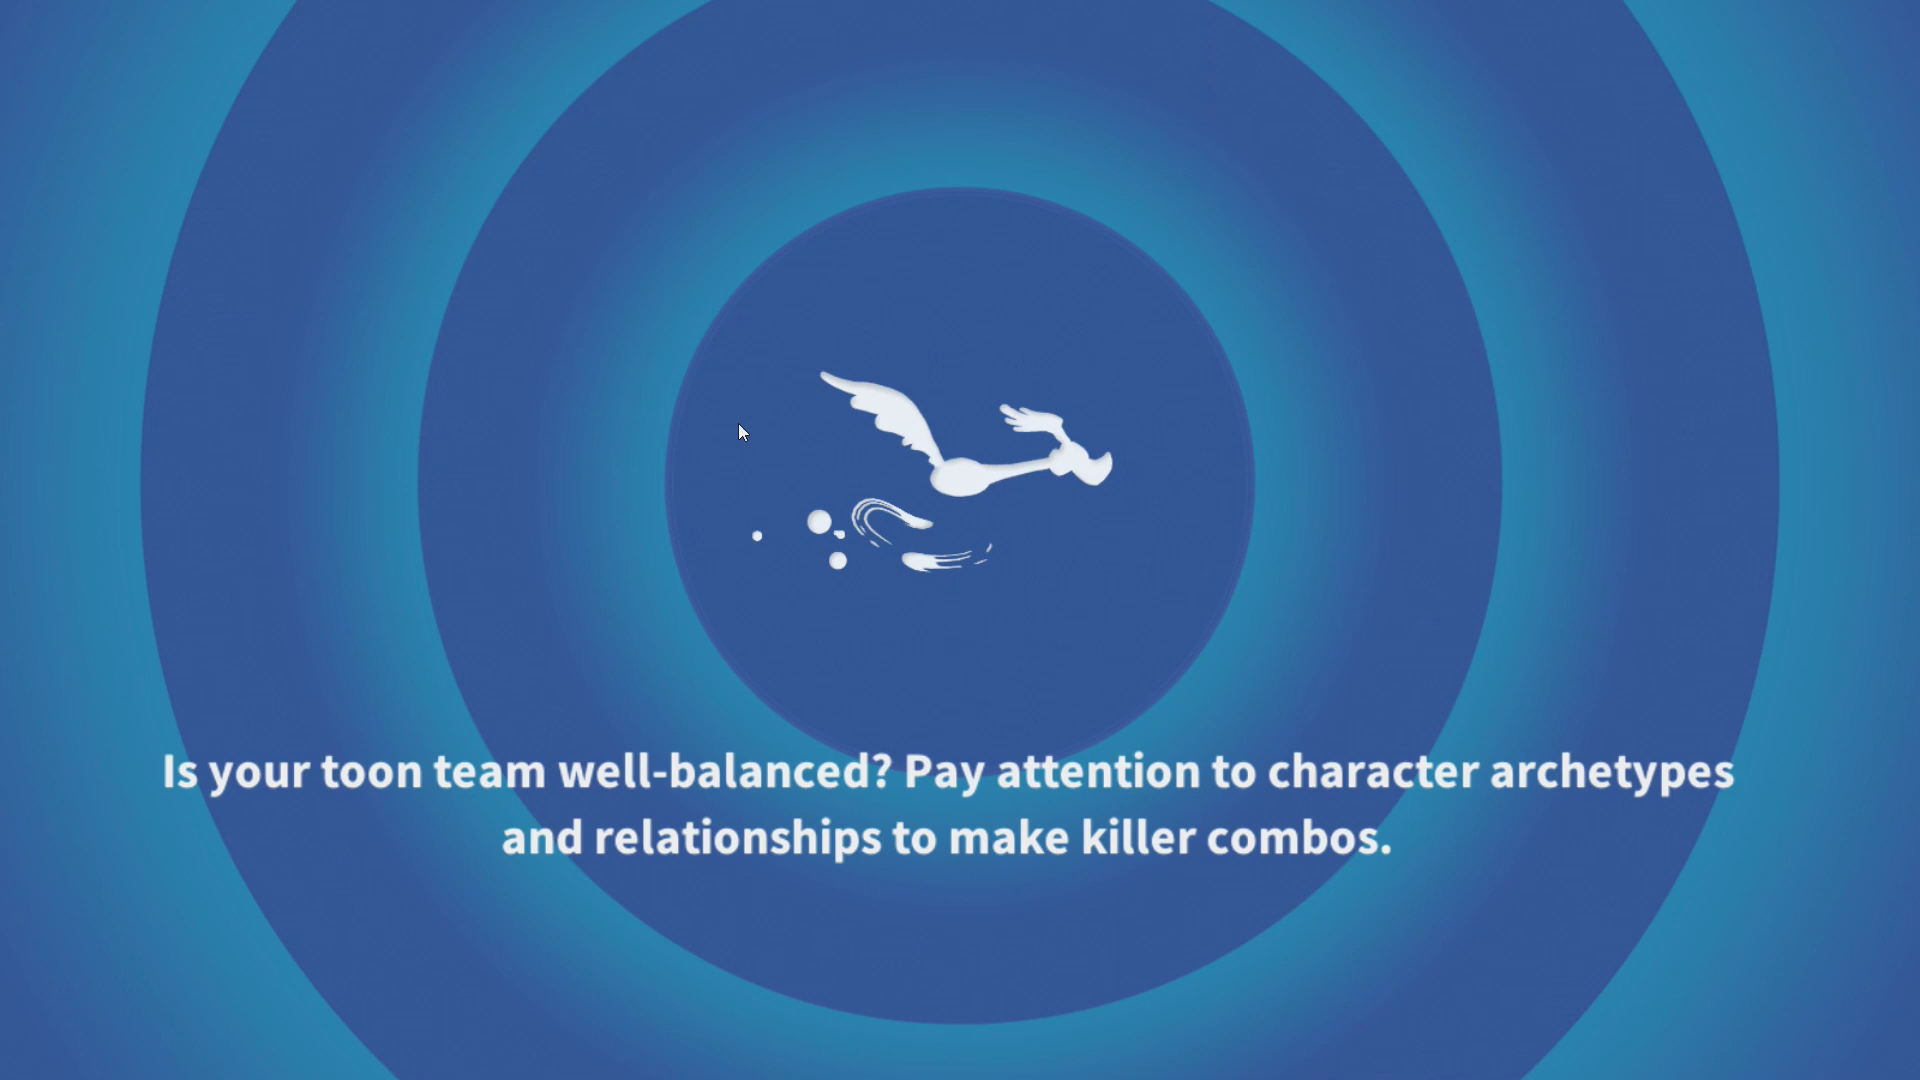 Is your toon team well-balanced? Pay attention to character archetypes
and relationships to make killer combos.